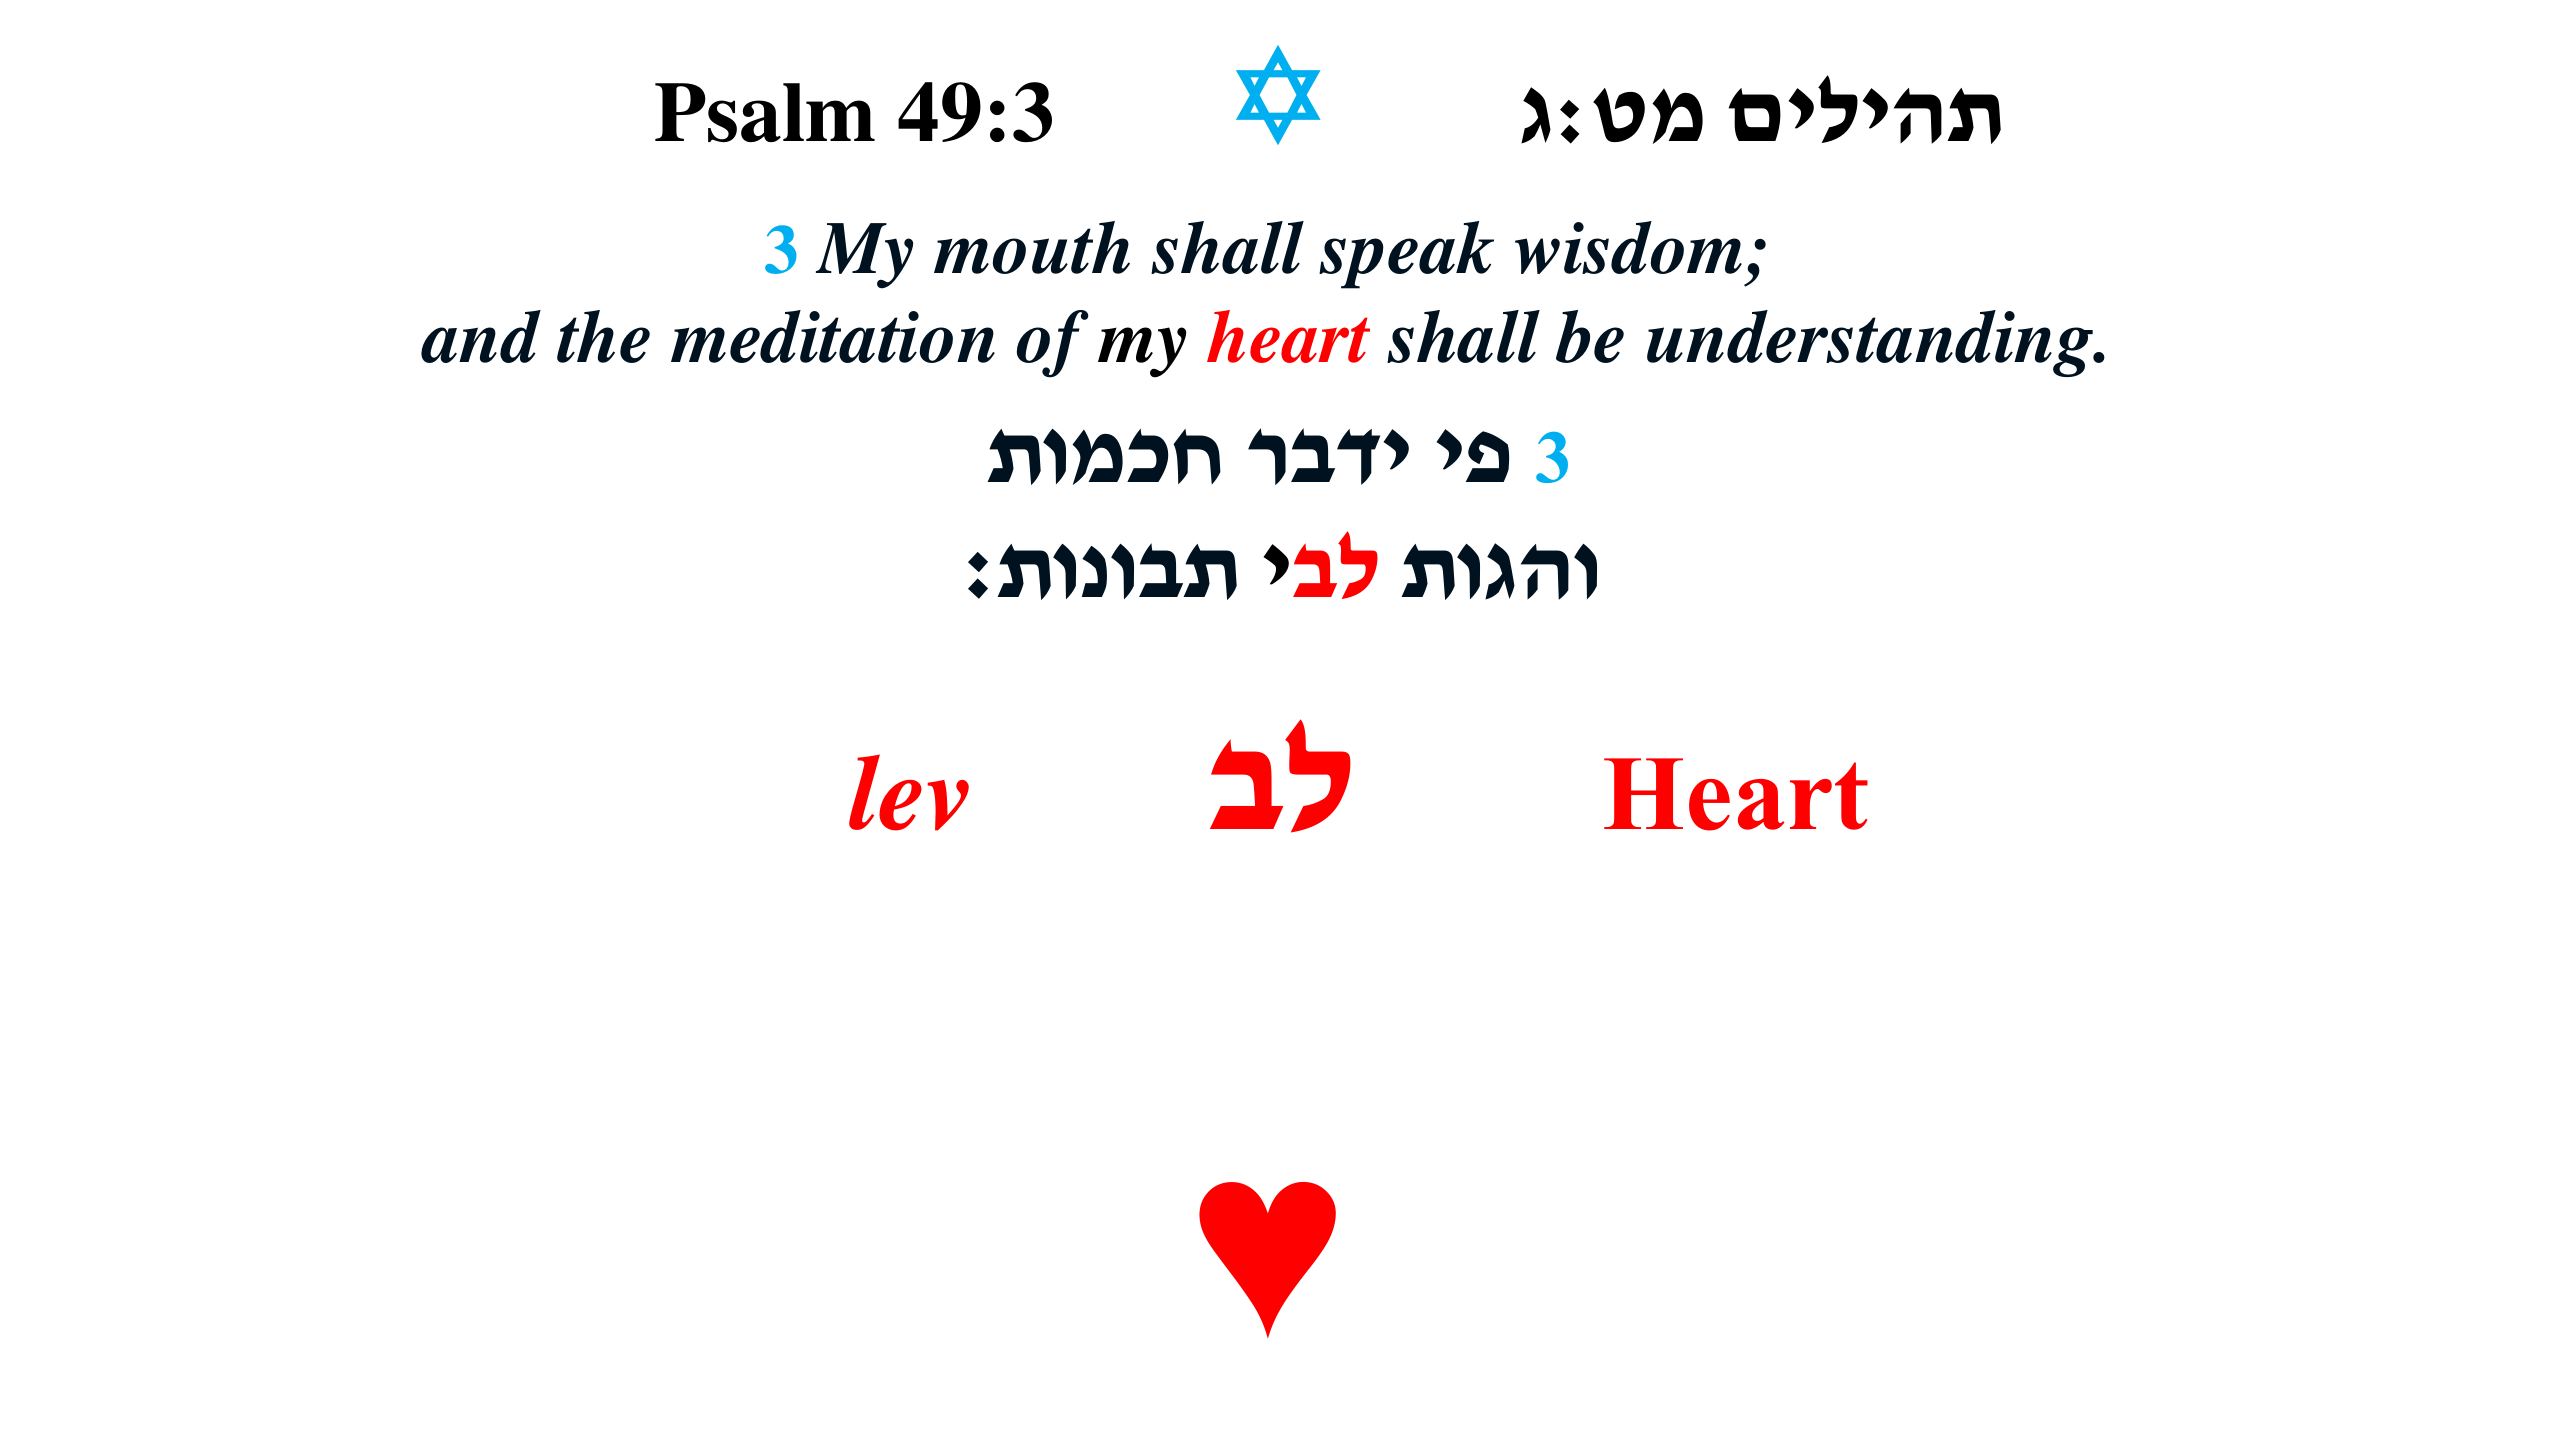 Psalm 49:3 ✡ תהילים מט:ג
3 My mouth shall speak wisdom;
and the meditation of my heart shall be understanding.
3 פי ידבר חכמות
והגות לבי תבונות:
lev לב Heart
♥